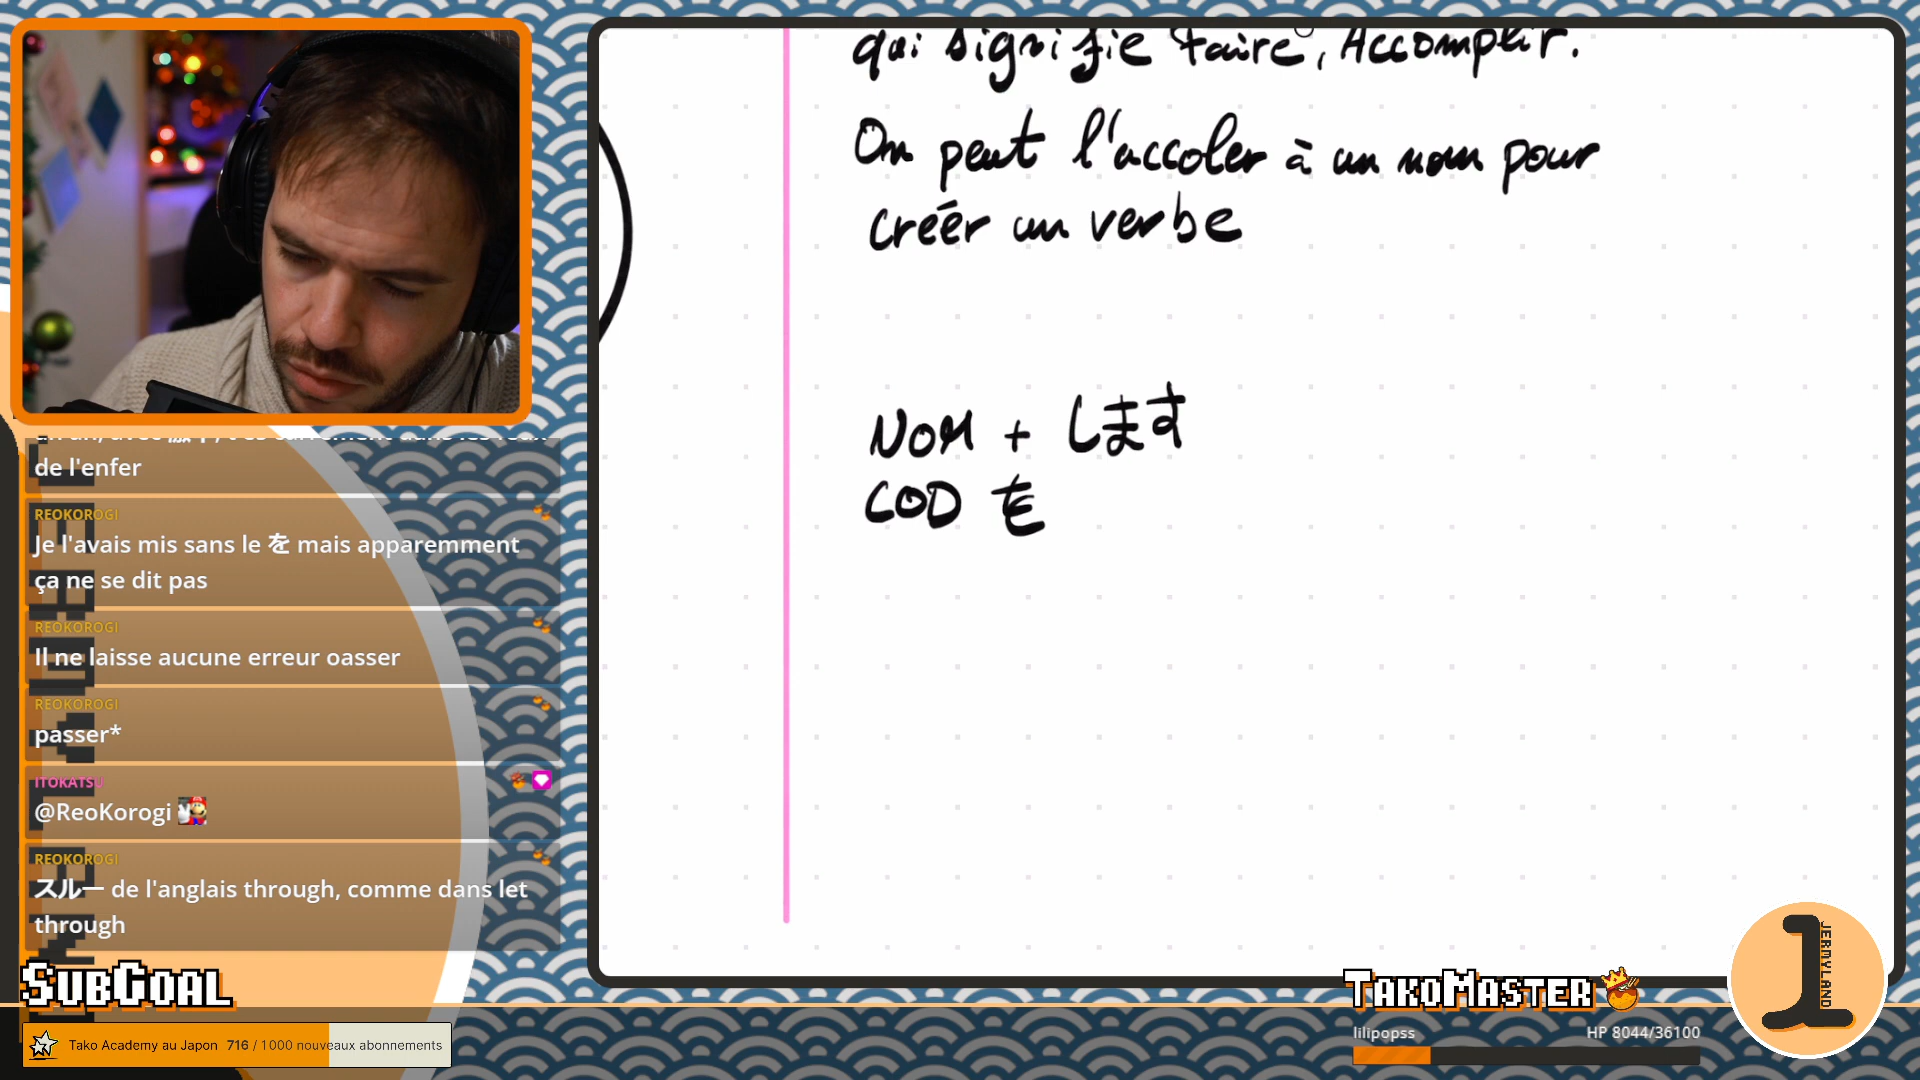 qui signifie "faire", Accomplir.
On peut l'accoler à un nom pour
créer un verbe
NOM + します
COD を
de l'enfer
REOKOROGI
Je l'avais mis sans le を mais apparemment
ça ne se dit pas
REOKOROGI
Il ne laisse aucune erreur oasser
REOKOROGI
passer*
ITOKATSU
@ReoKorogi
REOKOROGI
スルー de l'anglais through, comme dans let
through
SUBGOAL
Tako Academy au Japon 716 / 1000 nouveaux abonnements
TAKOMASTER
lilipopss HP 8044/36100
JEREMYLAND